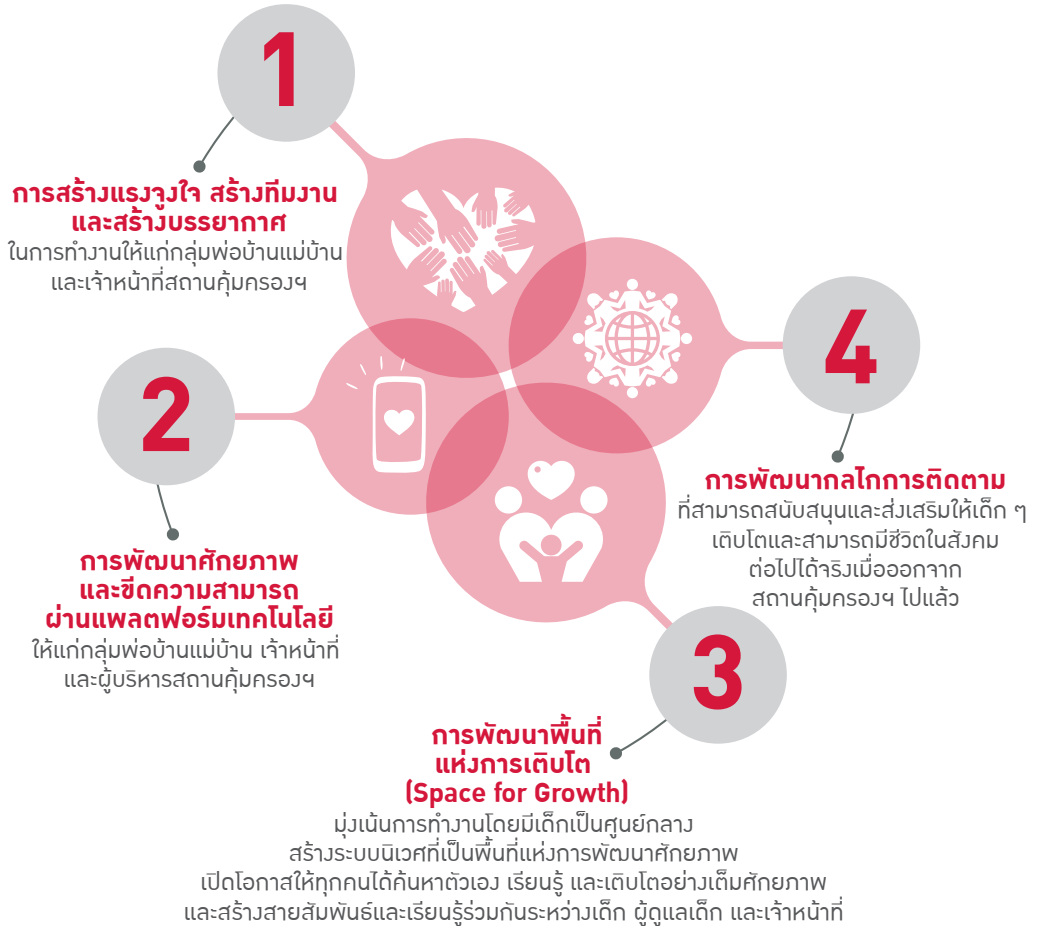 1
การสร้างแรงจูงใจ สร้างทีมงาน
และสร้างบรรยากาศ
ในการทำงานให้แก่กลุ่มพ่อบ้านแม่บ้าน
และเจ้าหน้าที่สถานคุ้มครองฯ
2
การพัฒนาศักยภาพ
และขีดความสามารถ
ผ่านแพลตฟอร์มเทคโนโลยี
ให้แก่กลุ่มพ่อบ้านแม่บ้าน เจ้าหน้าที่
และผู้บริหารสถานคุ้มครองฯ
3
การพัฒนาพื้นที่
แห่งการเติบโต
(Space for Growth)
มุ่งเน้นการทำงานโดยมีเด็กเป็นศูนย์กลาง
สร้างระบบนิเวศที่เป็นพื้นที่แห่งการพัฒนาศักยภาพ
เปิดโอกาสให้ทุกคนได้ค้นหาตัวเอง เรียนรู้ และเติบโตอย่างเต็มศักยภาพ
และสร้างสายสัมพันธ์และเรียนรู้ร่วมกันระหว่างเด็ก ผู้ดูแลเด็ก และเจ้าหน้าที่
4
การพัฒนากลไกการติดตาม
ที่สามารถสนับสนุนและส่งเสริมให้เด็ก ๆ
เติบโตและสามารถมีชีวิตในสังคม
ต่อไปได้จริงเมื่อออกจาก
สถานคุ้มครองฯ ไปแล้ว